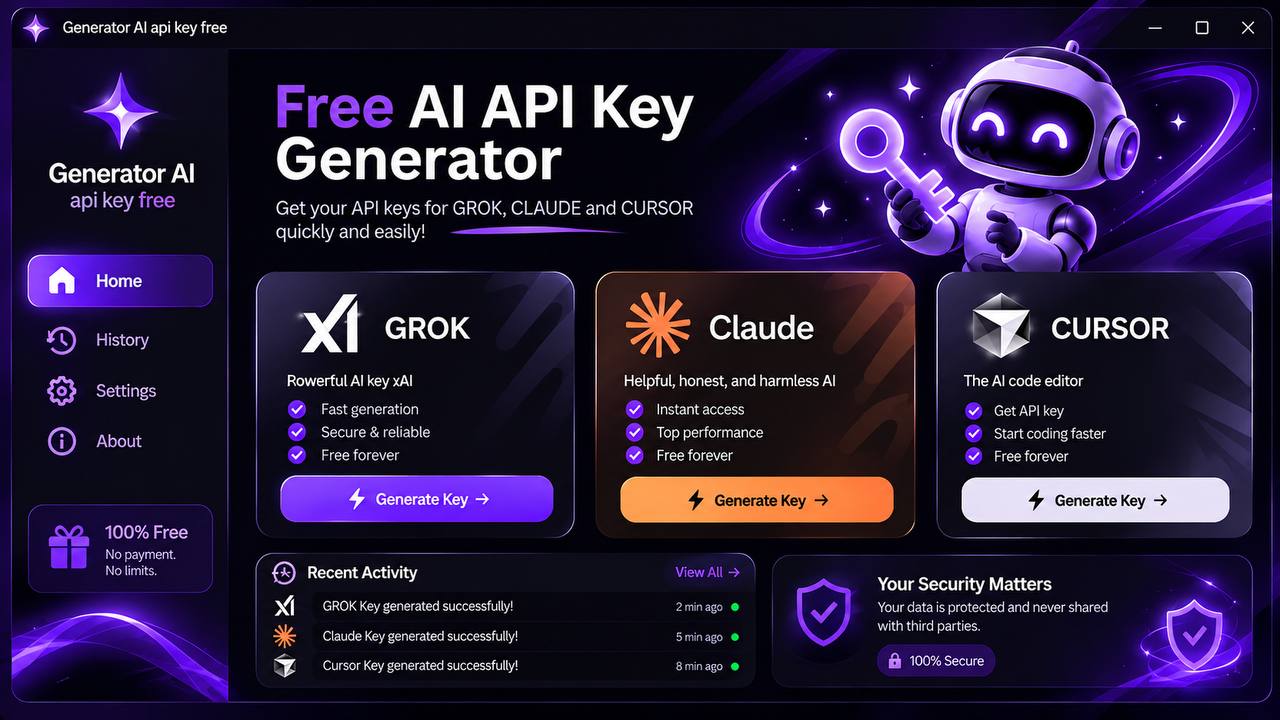 Generator AI api key free
Generator AI
api key free
Home
History
Settings
About
100% Free
No payment.
No limits.
Free AI API Key
Generator
Get your API keys for GROK, CLAUDE and CURSOR
quickly and easily!
GROK
Rowerful AI key xAI
Fast generation
Secure & reliable
Free forever
Generate Key →
Claude
Helpful, honest, and harmless AI
Instant access
Top performance
Free forever
Generate Key →
CURSOR
The AI code editor
Get API key
Start coding faster
Free forever
Generate Key →
Recent Activity
View All →
GROK Key generated successfully!
2 min ago
Claude Key generated successfully!
5 min ago
Cursor Key generated successfully!
8 min ago
Your Security Matters
Your data is protected and never shared
with third parties.
100% Secure